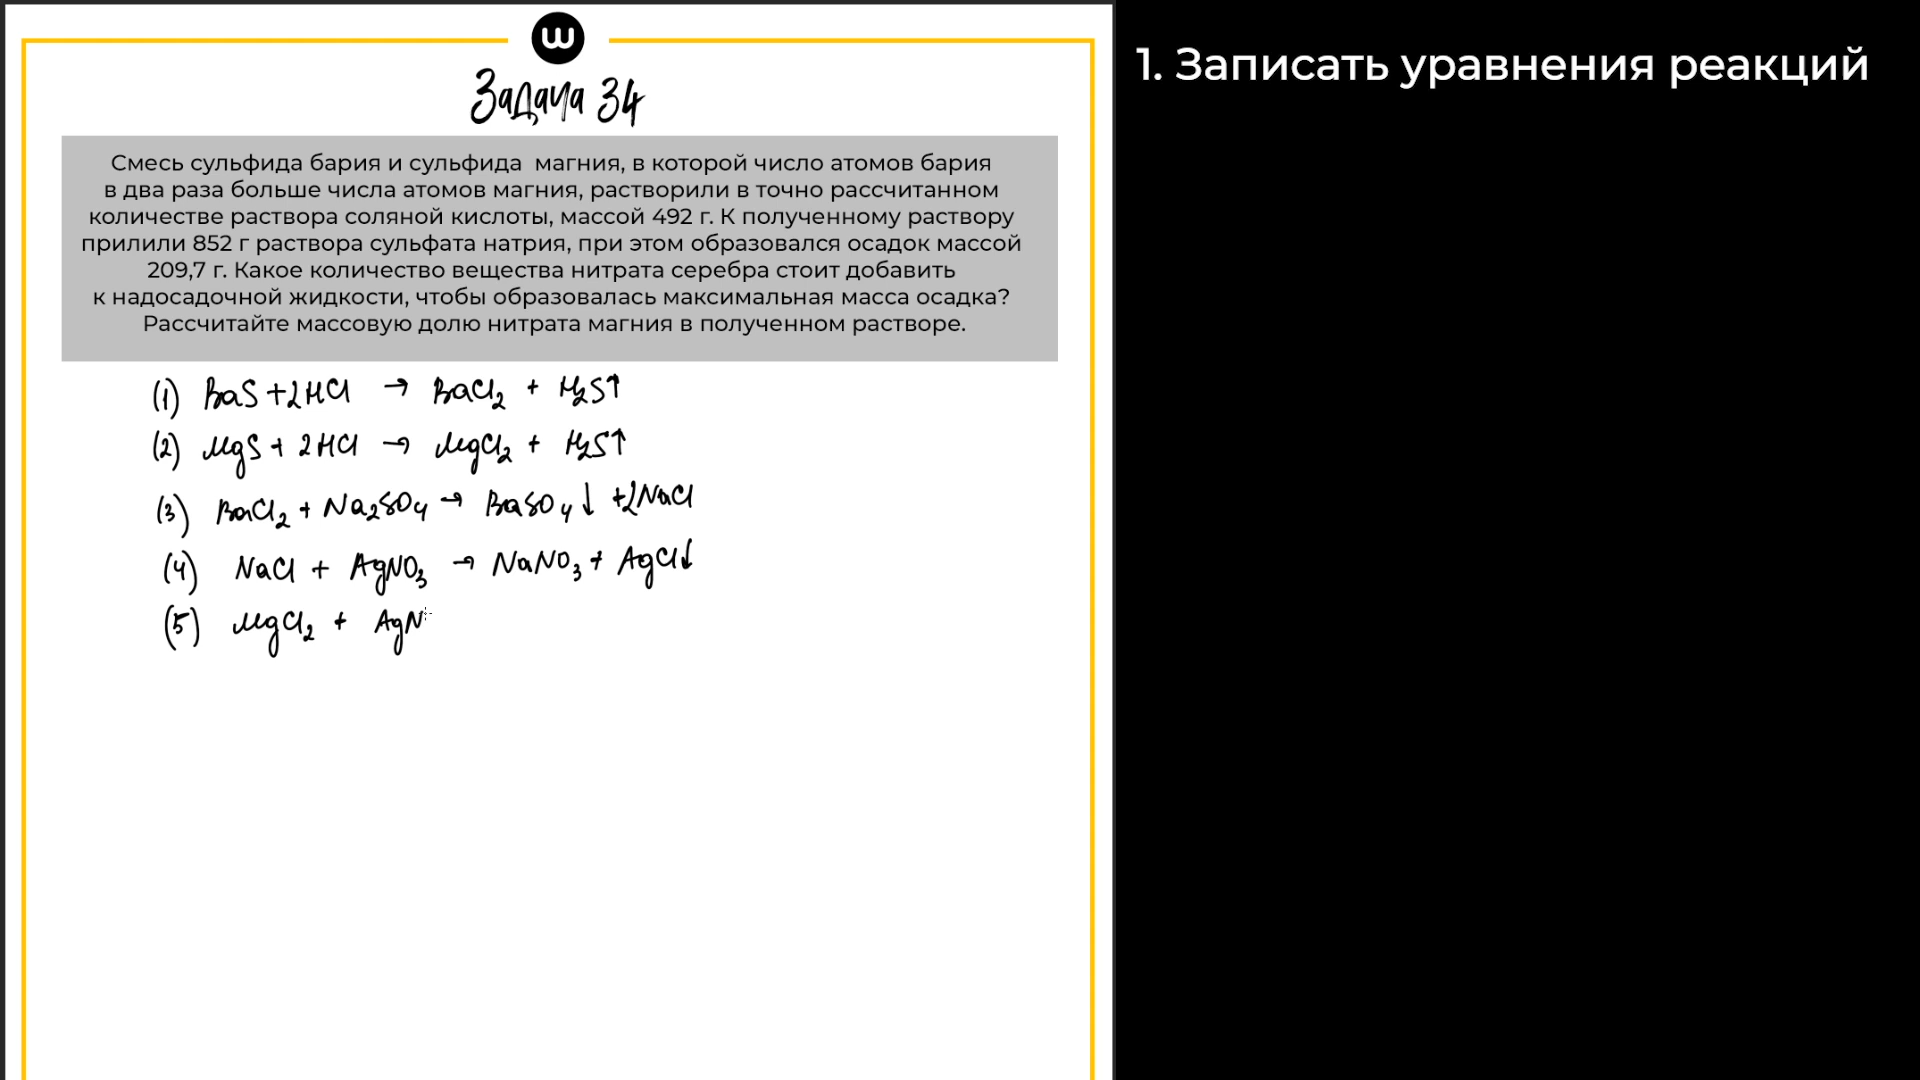 W
Задача 34
Смесь сульфида бария и сульфида магния, в которой число атомов бария
в два раза больше числа атомов магния, растворили в точно рассчитанном
количестве раствора соляной кислоты, массой 492 г. К полученному раствору
прилили 852 г раствора сульфата натрия, при этом образовался осадок массой
209,7 г. Какое количество вещества нитрата серебра стоит добавить
к надосадочной жидкости, чтобы образовалась максимальная масса осадка?
Рассчитайте массовую долю нитрата магния в полученном растворе.
(1) BaS + 2HCl → BaCl₂ + H₂S↑
(2) MgS + 2HCl → MgCl₂ + H₂S↑
(3) BaCl₂ + Na₂SO₄ → BaSO₄↓ + 2NaCl
(4) NaCl + AgNO₃ → NaNO₃ + AgCl↓
(5) MgCl₂ + AgN
1. Записать уравнения реакций